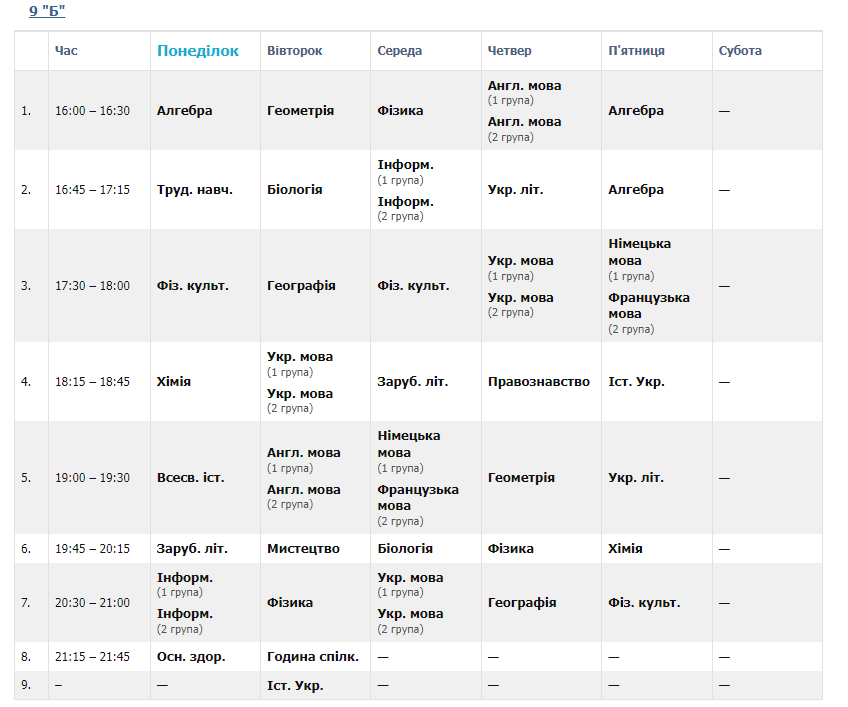 9 "Б"
Час Понеділок Вівторок Середа Четвер П'ятниця Субота
1. 16:00 – 16:30 Алгебра Геометрія Фізика Англ. мова (1 група) Англ. мова (2 група) Алгебра —
2. 16:45 – 17:15 Труд. навч. Біологія Інформ. (1 група) Інформ. (2 група) Укр. літ. Алгебра —
3. 17:30 – 18:00 Фіз. культ. Географія Фіз. культ. Укр. мова (1 група) Укр. мова (2 група) Німецька мова (1 група) Французька мова (2 група) —
4. 18:15 – 18:45 Хімія Укр. мова (1 група) Укр. мова (2 група) Заруб. літ. Правознавство Іст. Укр. —
5. 19:00 – 19:30 Всесв. іст. Англ. мова (1 група) Англ. мова (2 група) Німецька мова (1 група) Французька мова (2 група) Геометрія Укр. літ. —
6. 19:45 – 20:15 Заруб. літ. Мистецтво Біологія Фізика Хімія —
7. 20:30 – 21:00 Інформ. (1 група) Інформ. (2 група) Фізика Укр. мова (1 група) Укр. мова (2 група) Географія Фіз. культ. —
8. 21:15 – 21:45 Осн. здор. Година спілк. — — — —
9. – — Іст. Укр. — — — —